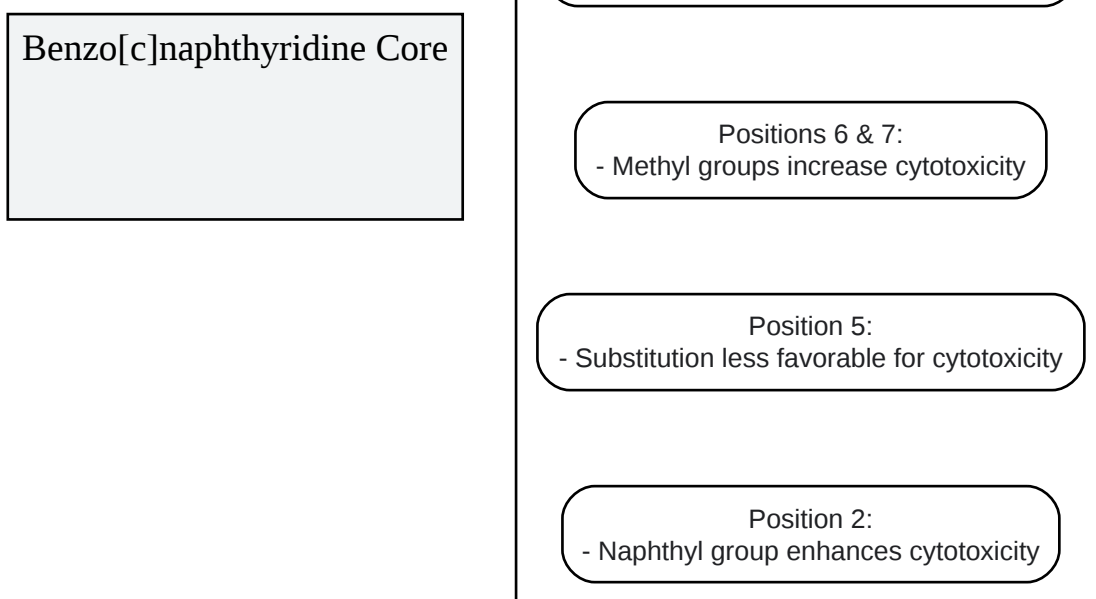 Benzo[c]naphthyridine Core
Positions 6 & 7:
- Methyl groups increase cytotoxicity
Position 5:
- Substitution less favorable for cytotoxicity
Position 2:
- Naphthyl group enhances cytotoxicity